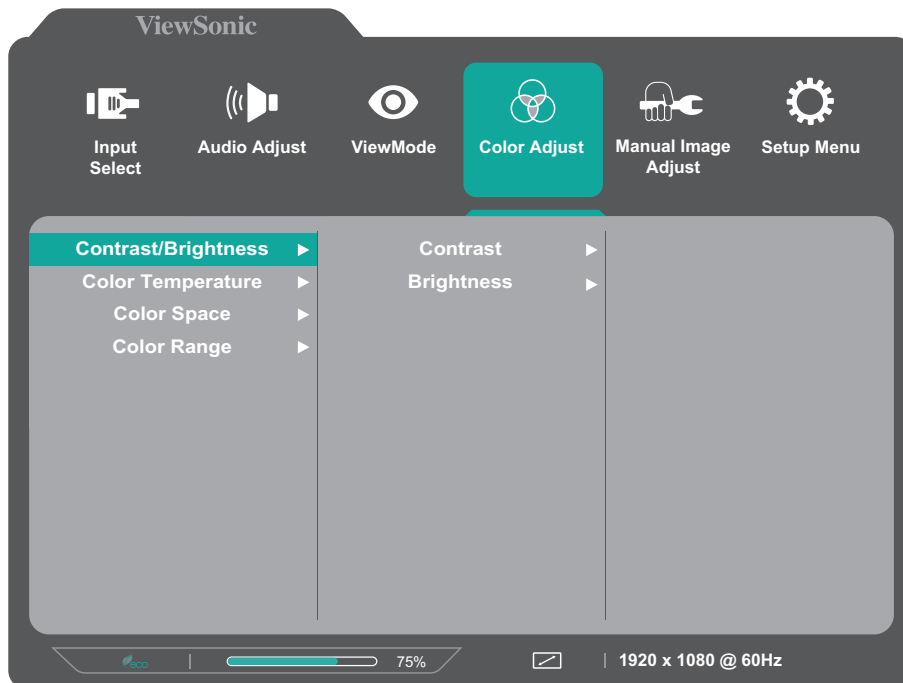 ViewSonic
Input
Select
Audio Adjust
ViewMode
Color Adjust
Manual Image
Adjust
Setup Menu
Contrast/Brightness
Color Temperature
Color Space
Color Range
Contrast
Brightness
eco
75%
1920 x 1080 @ 60Hz